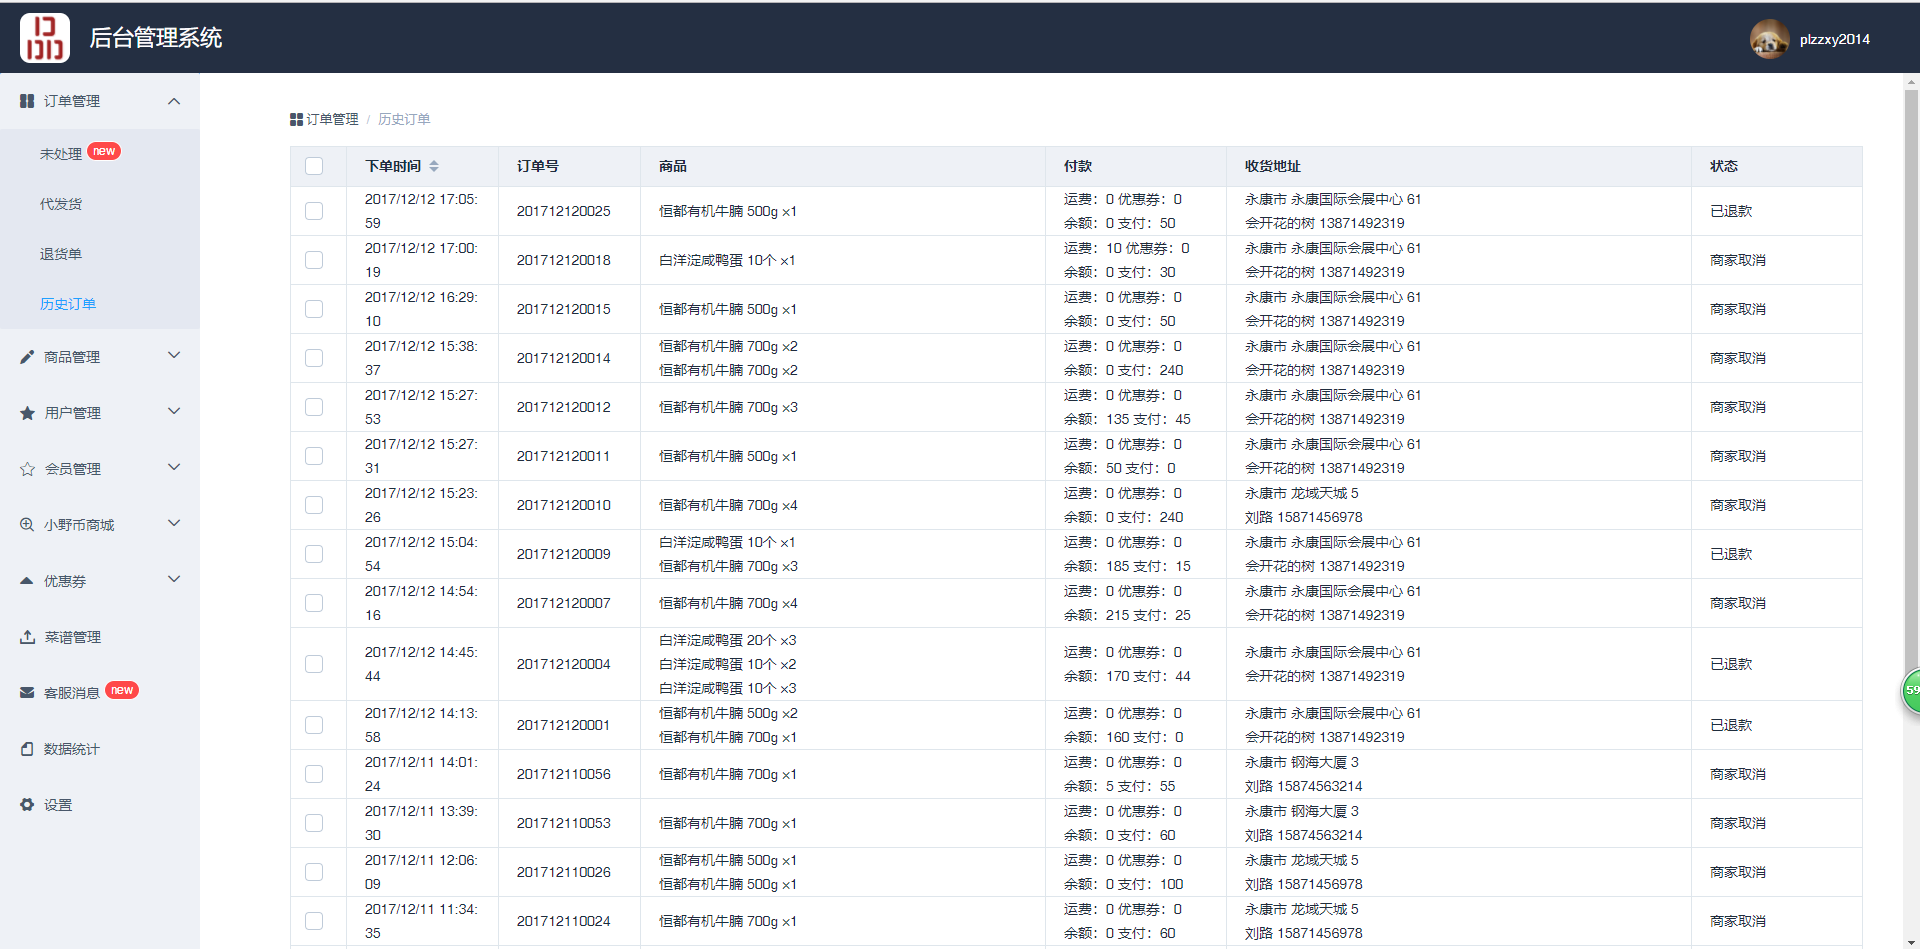 后台管理系统
plzzxy2014
订单管理
未处理 new
代发货
退货单
历史订单
商品管理
用户管理
会员管理
小野币商城
优惠券
菜谱管理
客服消息 new
数据统计
设置
订单管理 / 历史订单
下单时间 订单号 商品 付款 收货地址 状态
2017/12/12 17:05:
59
201712120025
恒都有机牛腩 500g ×1
运费：0 优惠券：0
余额：0 支付：50
永康市 永康国际会展中心 61
会开花的树 13871492319
已退款
2017/12/12 17:00:
19
201712120018
白洋淀咸鸭蛋 10个 ×1
运费：10 优惠券：0
余额：0 支付：30
永康市 永康国际会展中心 61
会开花的树 13871492319
商家取消
2017/12/12 16:29:
10
201712120015
恒都有机牛腩 500g ×1
运费：0 优惠券：0
余额：0 支付：50
永康市 永康国际会展中心 61
会开花的树 13871492319
商家取消
2017/12/12 15:38:
37
201712120014
恒都有机牛腩 700g ×2
恒都有机牛腩 700g ×2
运费：0 优惠券：0
余额：0 支付：240
永康市 永康国际会展中心 61
会开花的树 13871492319
商家取消
2017/12/12 15:27:
53
201712120012
恒都有机牛腩 700g ×3
运费：0 优惠券：0
余额：135 支付：45
永康市 永康国际会展中心 61
会开花的树 13871492319
商家取消
2017/12/12 15:27:
31
201712120011
恒都有机牛腩 500g ×1
运费：0 优惠券：0
余额：50 支付：0
永康市 永康国际会展中心 61
会开花的树 13871492319
商家取消
2017/12/12 15:23:
26
201712120010
恒都有机牛腩 700g ×4
运费：0 优惠券：0
余额：0 支付：240
永康市 龙域天城 5
刘路 15871456978
商家取消
2017/12/12 15:04:
54
201712120009
白洋淀咸鸭蛋 10个 ×1
恒都有机牛腩 700g ×3
运费：0 优惠券：0
余额：185 支付：15
永康市 永康国际会展中心 61
会开花的树 13871492319
已退款
2017/12/12 14:54:
16
201712120007
恒都有机牛腩 700g ×4
运费：0 优惠券：0
余额：215 支付：25
永康市 永康国际会展中心 61
会开花的树 13871492319
商家取消
2017/12/12 14:45:
44
201712120004
白洋淀咸鸭蛋 20个 ×3
白洋淀咸鸭蛋 10个 ×2
白洋淀咸鸭蛋 10个 ×3
运费：0 优惠券：0
余额：170 支付：44
永康市 永康国际会展中心 61
会开花的树 13871492319
已退款
2017/12/12 14:13:
58
201712120001
恒都有机牛腩 500g ×2
恒都有机牛腩 700g ×1
运费：0 优惠券：0
余额：160 支付：0
永康市 永康国际会展中心 61
会开花的树 13871492319
已退款
2017/12/11 14:01:
24
201712110056
恒都有机牛腩 700g ×1
运费：0 优惠券：0
余额：5 支付：55
永康市 钢海大厦 3
刘路 15874563214
商家取消
2017/12/11 13:39:
30
201712110053
恒都有机牛腩 700g ×1
运费：0 优惠券：0
余额：0 支付：60
永康市 钢海大厦 3
刘路 15874563214
商家取消
2017/12/11 12:06:
09
201712110026
恒都有机牛腩 500g ×1
恒都有机牛腩 500g ×1
运费：0 优惠券：0
余额：0 支付：100
永康市 龙域天城 5
刘路 15871456978
商家取消
2017/12/11 11:34:
35
201712110024
恒都有机牛腩 700g ×1
运费：0 优惠券：0
余额：0 支付：60
永康市 龙域天城 5
刘路 15871456978
商家取消
59